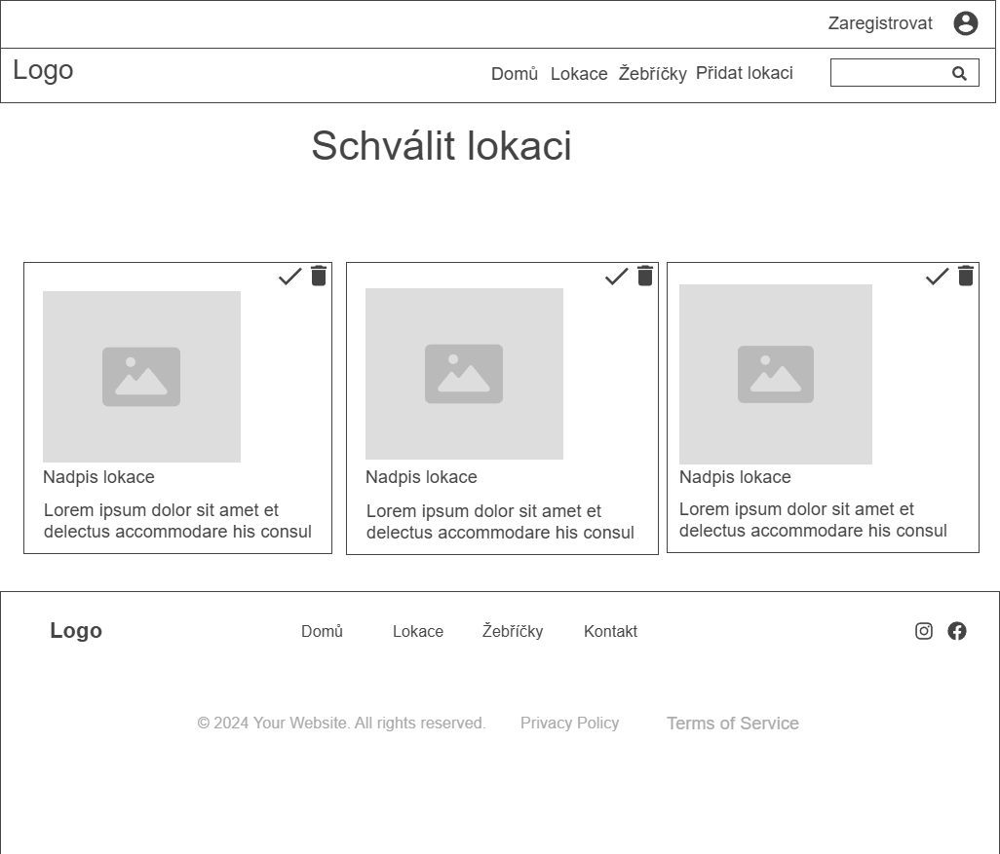 Zaregistrovat
Logo
Domů Lokace Žebříčky Přidat lokaci
Schválit lokaci
Nadpis lokace
Lorem ipsum dolor sit amet et
delectus accommodare his consul
Nadpis lokace
Lorem ipsum dolor sit amet et
delectus accommodare his consul
Nadpis lokace
Lorem ipsum dolor sit amet et
delectus accommodare his consul
Logo
Domů Lokace Žebříčky Kontakt
© 2024 Your Website. All rights reserved. Privacy Policy Terms of Service